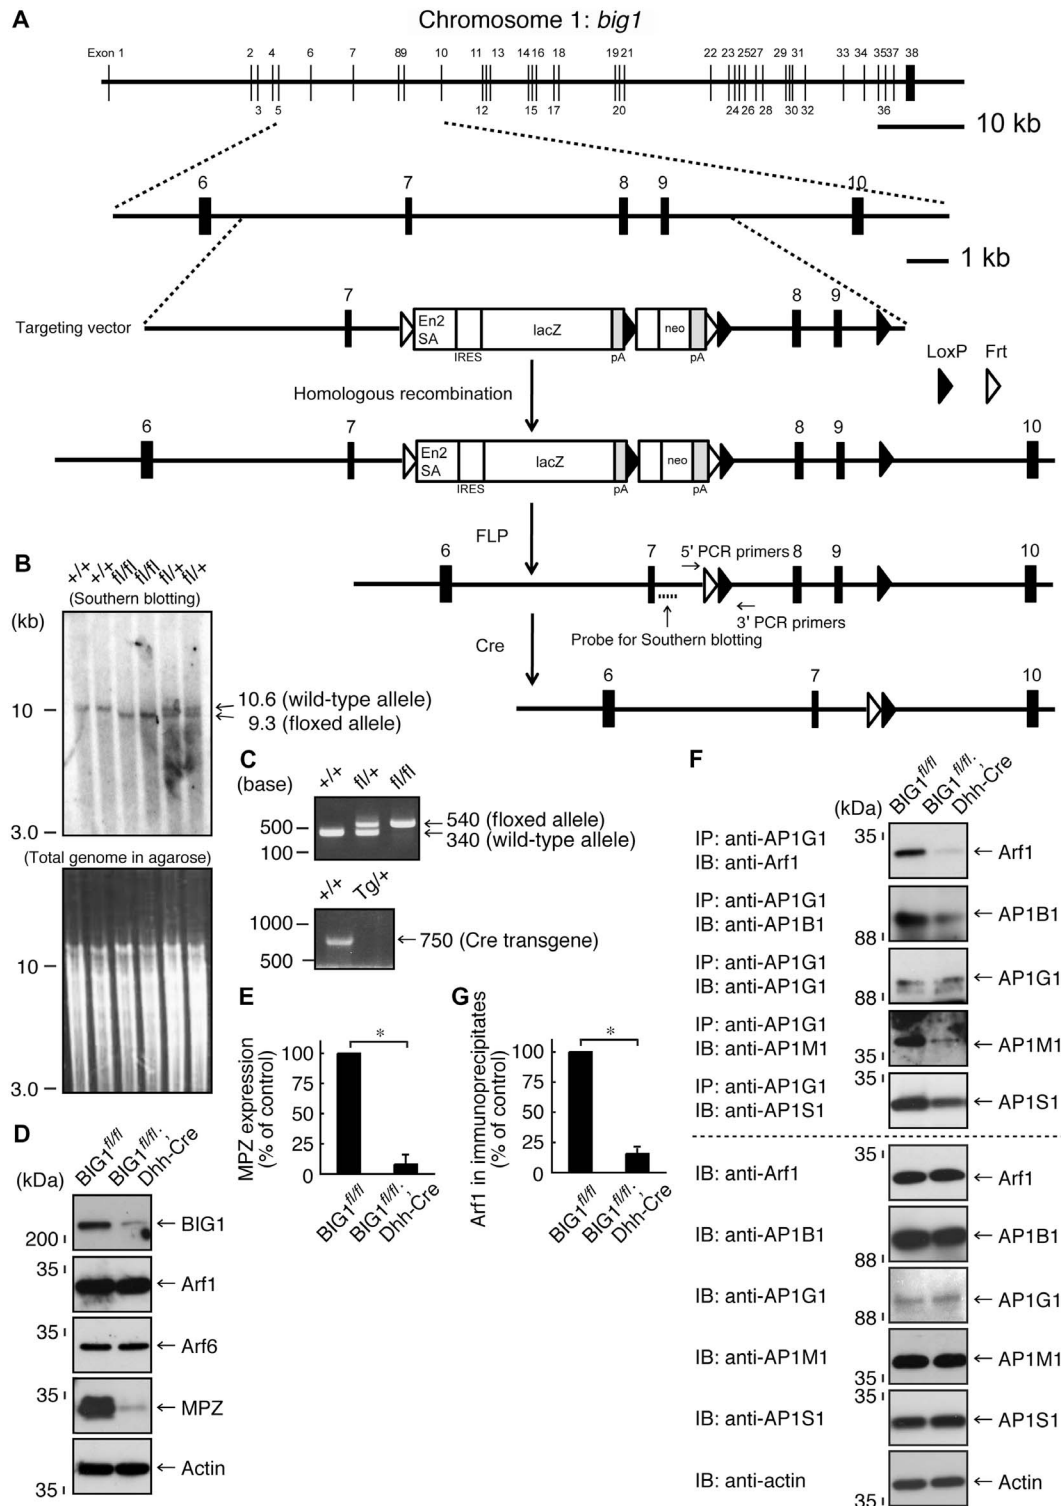 A
Chromosome 1: big1
Exon 1 2 4 6 7 8 9 10 11 13 14 16 18 19 21 22 23 25 27 29 31 33 34 35 37 38
3 5 12 15 17 20 24 26 28 30 32 36
10 kb
6 7 8 9 10
1 kb
7 8 9
Targeting vector
En2 SA IRES lacZ pA neo pA
LoxP Frt
Homologous recombination
6 7 8 9 10
En2 SA IRES lacZ pA neo pA
FLP
6 7 5' PCR primers 8 9 10
3' PCR primers
Probe for Southern blotting
Cre
6 7 10
B
+/+ +/+ fl/fl fl/fl fl/+ fl/+
(Southern blotting)
(kb)
10
10.6 (wild-type allele)
9.3 (floxed allele)
3.0
(Total genome in agarose)
10
3.0
C
(base)
+/+ fl/+ fl/fl
500
100
540 (floxed allele)
340 (wild-type allele)
+/+ Tg/+
1000
500
750 (Cre transgene)
D
BIG1fl/fl BIG1fl/fl; Dhh-Cre
(kDa)
200 BIG1
35 Arf1
35 Arf6
35 MPZ
35 Actin
E
MPZ expression
(% of control)
100
75
50
25
0
*
BIG1fl/fl
BIG1fl/fl;
Dhh-Cre
G
Arf1 in immunoprecipitates
(% of control)
100
75
50
25
0
*
BIG1fl/fl
BIG1fl/fl;
Dhh-Cre
F
BIG1fl/fl BIG1fl/fl; Dhh-Cre
(kDa)
IP: anti-AP1G1
IB: anti-Arf1
35 Arf1
IP: anti-AP1G1
IB: anti-AP1B1
88 AP1B1
IP: anti-AP1G1
IB: anti-AP1G1
88 AP1G1
IP: anti-AP1G1
IB: anti-AP1M1
35 AP1M1
IP: anti-AP1G1
IB: anti-AP1S1
35 AP1S1
IB: anti-Arf1 35 Arf1
IB: anti-AP1B1 88 AP1B1
IB: anti-AP1G1 88 AP1G1
IB: anti-AP1M1 35 AP1M1
IB: anti-AP1S1 35 AP1S1
IB: anti-actin 35 Actin